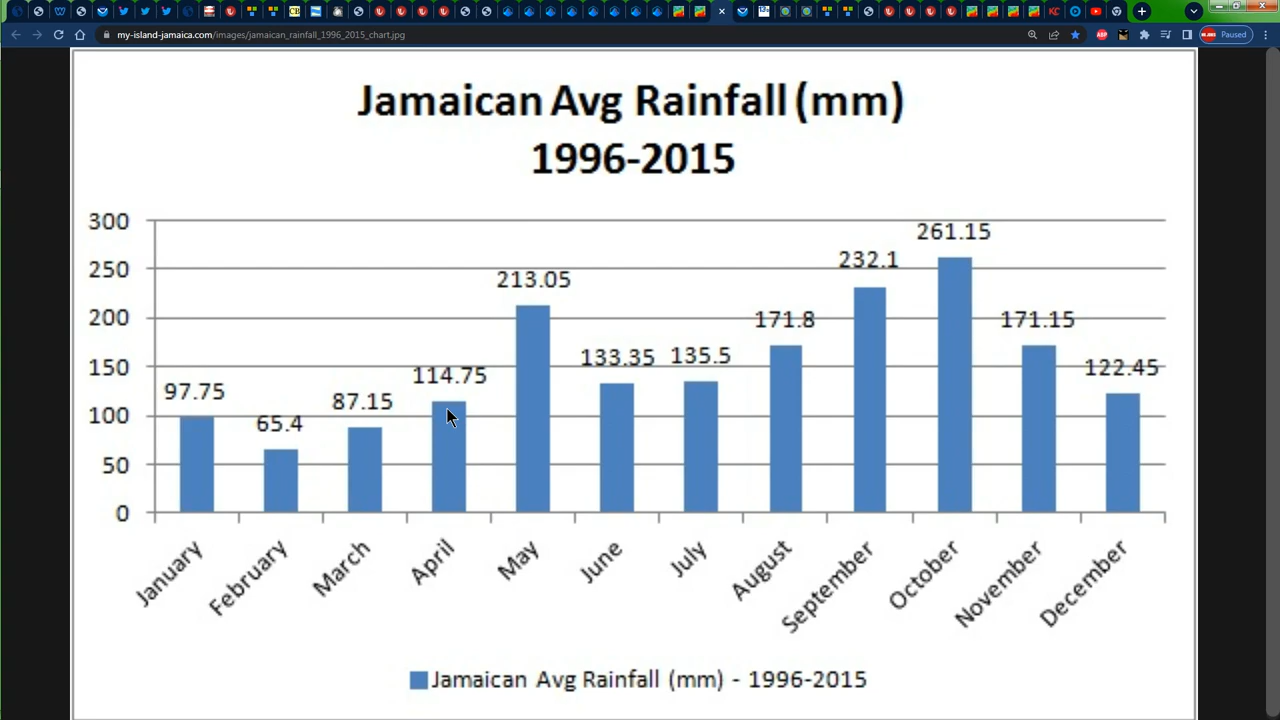 my-island-jamaica.com/images/jamaican_rainfall_1996_2015_chart.jpg
Paused
Jamaican Avg Rainfall (mm)
1996-2015
300
250
200
150
100
50
0
97.75
65.4
87.15
114.75
213.05
133.35
135.5
171.8
232.1
261.15
171.15
122.45
January
February
March
April
May
June
July
August
September
October
November
December
Jamaican Avg Rainfall (mm) - 1996-2015